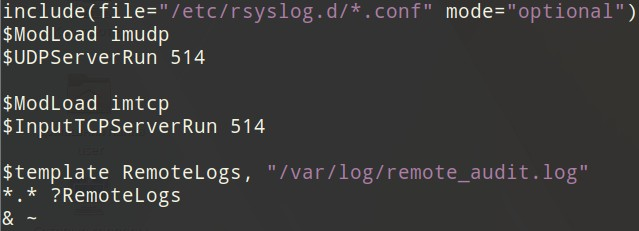 include(file="/etc/rsyslog.d/*.conf" mode="optional")
$ModLoad imudp
$UDPServerRun 514
$ModLoad imtcp
$InputTCPServerRun 514
$template RemoteLogs, "/var/log/remote_audit.log"
*.* ?RemoteLogs
& ~